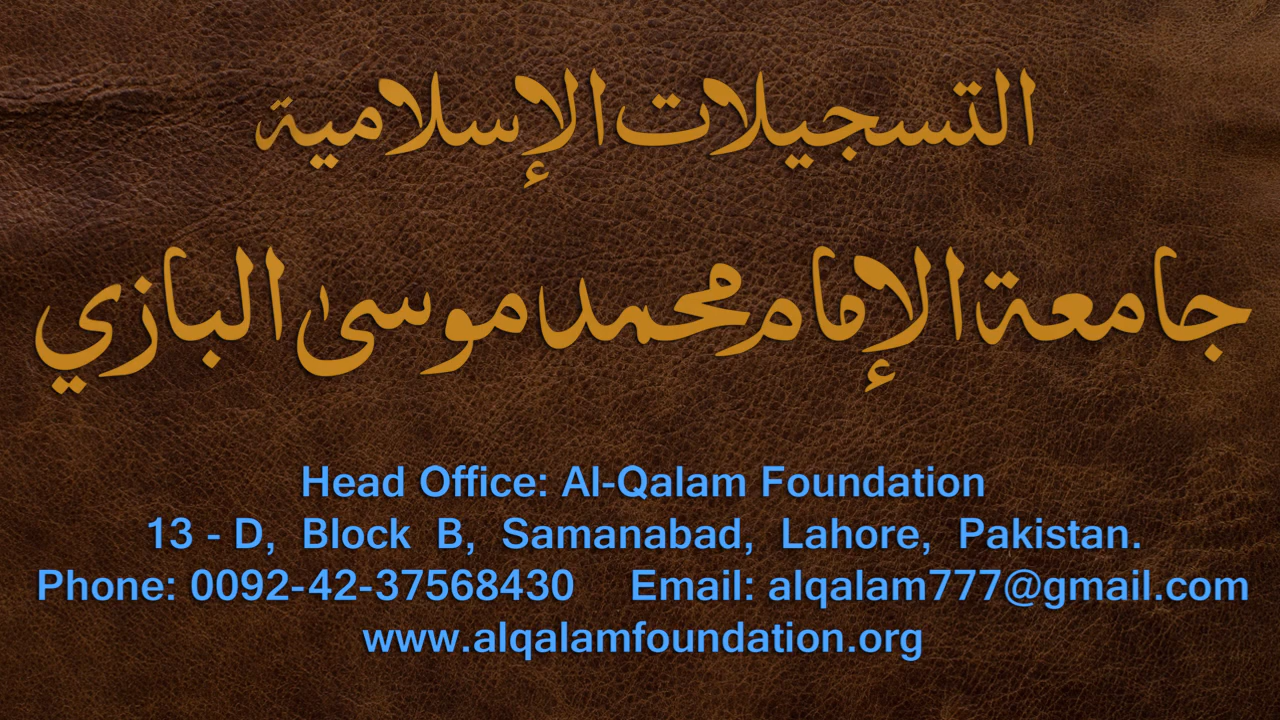 التسجيلات الإسلامية
جامعة الإمام محمد موسىٰ البازي
Head Office: Al-Qalam Foundation
13 - D, Block B, Samanabad, Lahore, Pakistan.
Phone: 0092-42-37568430 Email: alqalam777@gmail.com
www.alqalamfoundation.org